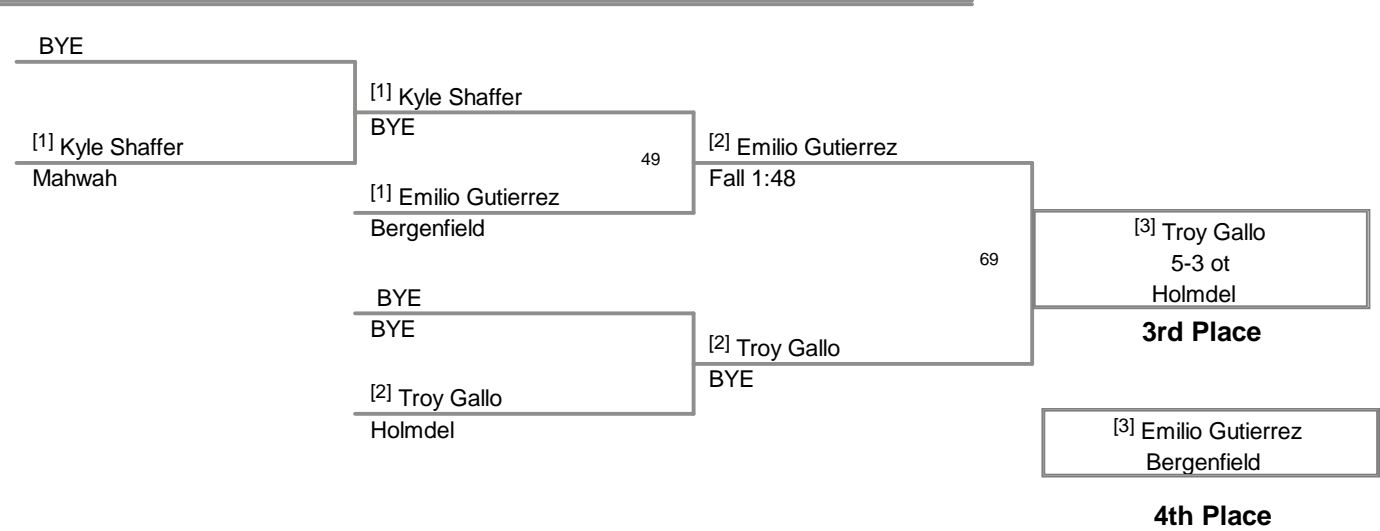 BYE
[1] Kyle Shaffer
Mahwah
[1] Kyle Shaffer
BYE
49
[1] Emilio Gutierrez
Bergenfield
BYE
BYE
[2] Troy Gallo
Holmdel
[2] Emilio Gutierrez
Fall 1:48
69
[2] Troy Gallo
BYE
[3] Troy Gallo
5-3 ot
Holmdel
3rd Place
[3] Emilio Gutierrez
Bergenfield
4th Place